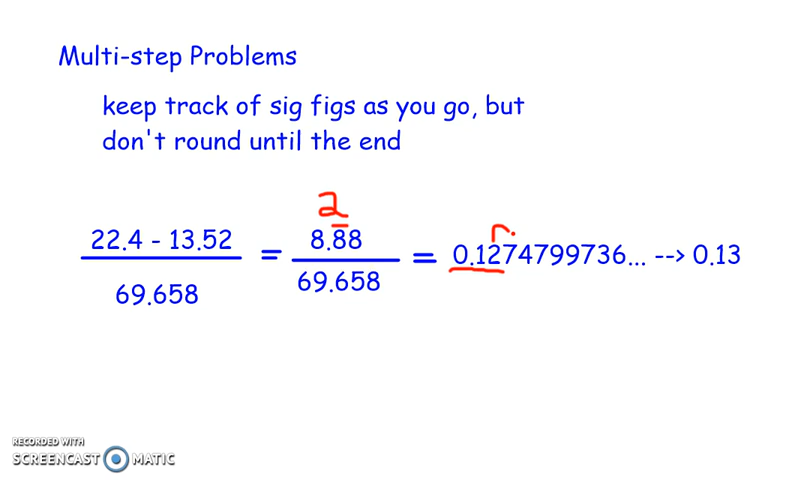 Multi-step Problems
keep track of sig figs as you go, but
don't round until the end
2
22.4 - 13.52 = 8.88 = 0.1274799736... --> 0.13
69.658 69.658
RECORDED WITH
SCREENCAST MATIC